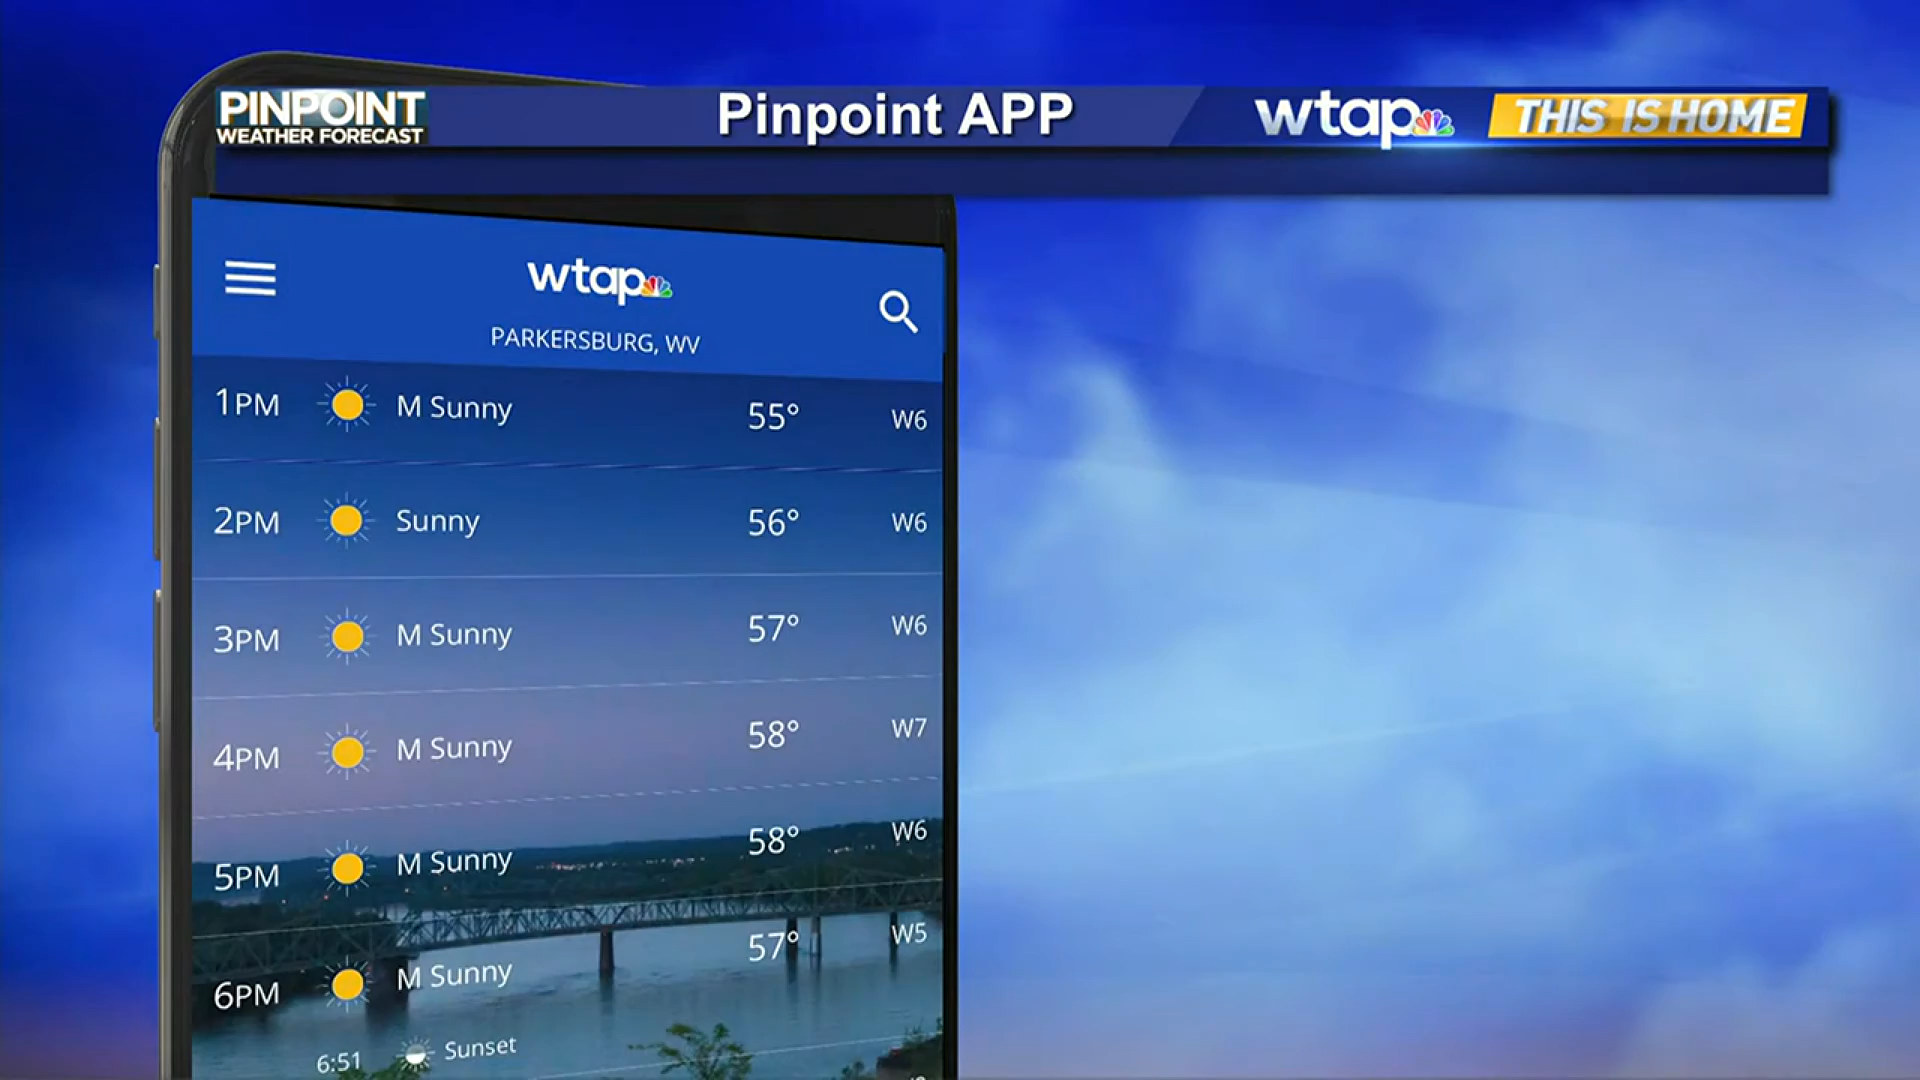 PINPOINT
WEATHER FORECAST
Pinpoint APP
wtap
THIS IS HOME
wtap
PARKERSBURG, WV
1PM M Sunny 55° W6
2PM Sunny 56° W6
3PM M Sunny 57° W6
4PM M Sunny 58° W7
5PM M Sunny 58° W6
6PM M Sunny 57° W5
6:51 Sunset